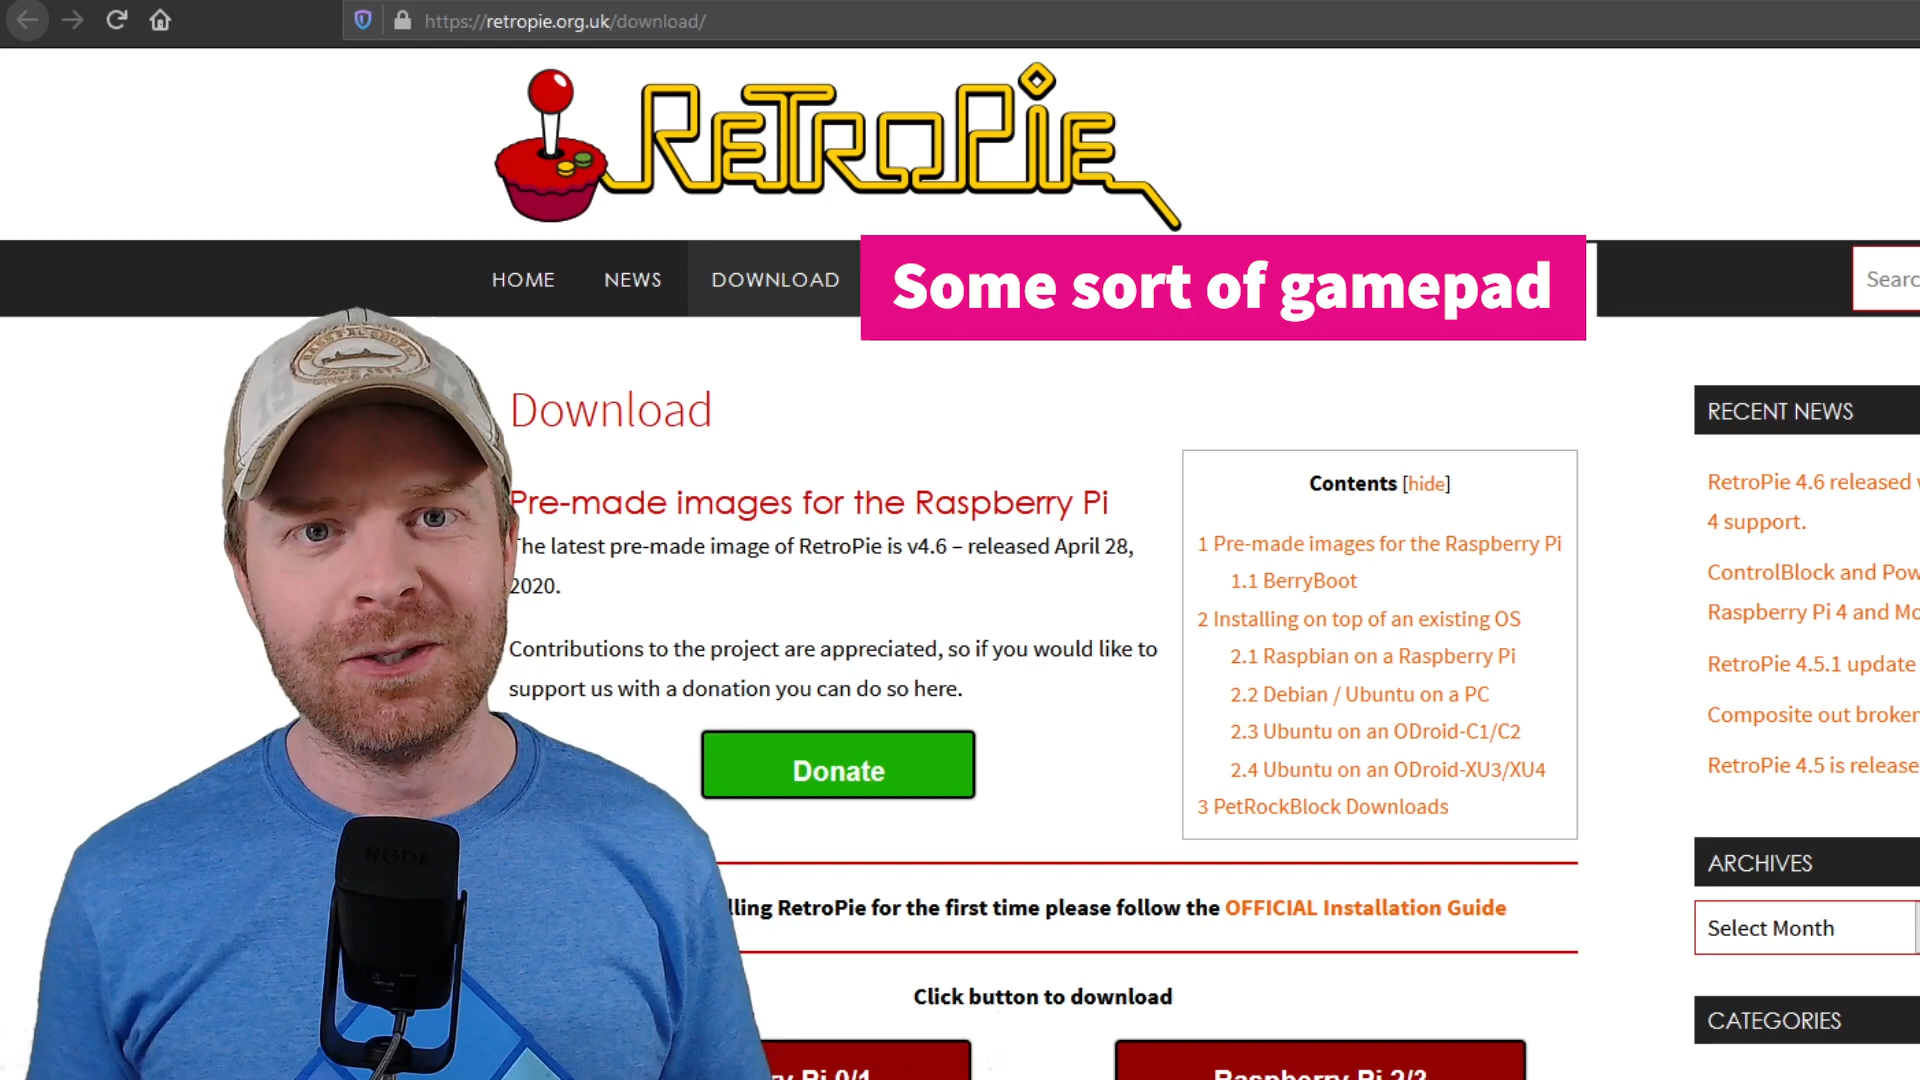 https://retropie.org.uk/download/
RETROPIE
HOME NEWS DOWNLOAD
Some sort of gamepad
Searc
Download
Pre-made images for the Raspberry Pi
The latest pre-made image of RetroPie is v4.6 – released April 28,
2020.
Contributions to the project are appreciated, so if you would like to
support us with a donation you can do so here.
Donate
Contents [hide]
1 Pre-made images for the Raspberry Pi
1.1 BerryBoot
2 Installing on top of an existing OS
2.1 Raspbian on a Raspberry Pi
2.2 Debian / Ubuntu on a PC
2.3 Ubuntu on an ODroid-C1/C2
2.4 Ubuntu on an ODroid-XU3/XU4
3 PetRockBlock Downloads
lling RetroPie for the first time please follow the OFFICIAL Installation Guide
Click button to download
ry Pi 0/1
Raspberry Pi 2/3
RECENT NEWS
RetroPie 4.6 released w
4 support.
ControlBlock and Pow
Raspberry Pi 4 and Mo
RetroPie 4.5.1 update
Composite out broken
RetroPie 4.5 is release
ARCHIVES
Select Month
CATEGORIES
RØDE